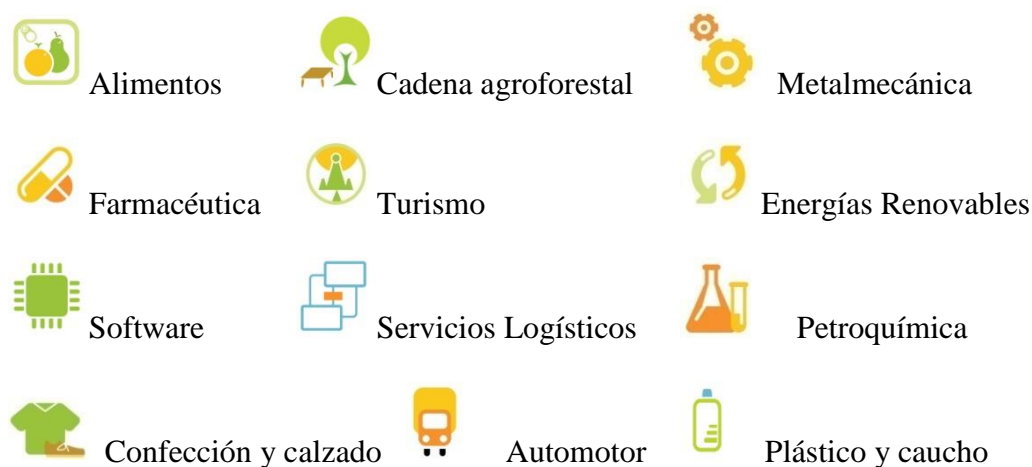 Alimentos Cadena agroforestal Metalmecánica
Farmacéutica Turismo Energías Renovables
Software Servicios Logísticos Petroquímica
Confección y calzado Automotor Plástico y caucho